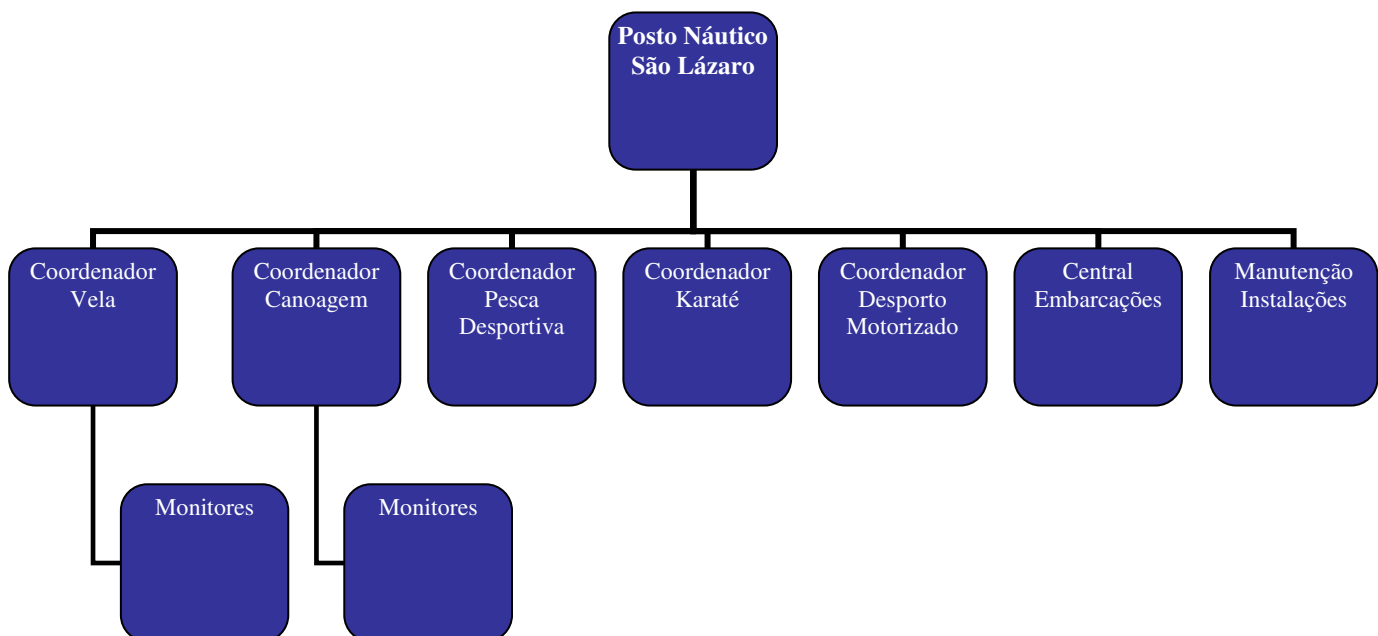 Posto Náutico
São Lázaro
Coordenador
Vela
Coordenador
Canoagem
Coordenador
Pesca
Desportiva
Coordenador
Karaté
Coordenador
Desporto
Motorizado
Central
Embarcações
Manutenção
Instalações
Monitores
Monitores